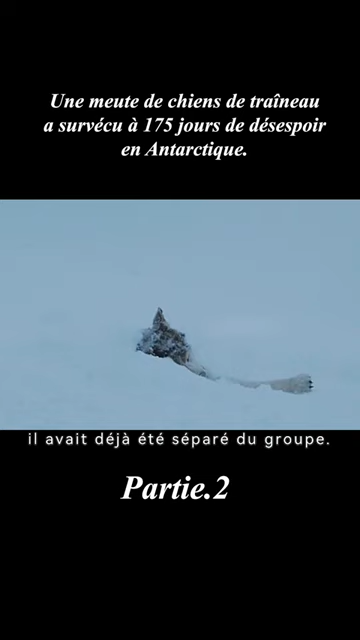 Une meute de chiens de traîneau
a survécu à 175 jours de désespoir
en Antarctique.
il avait déjà été séparé du groupe.
Partie.2